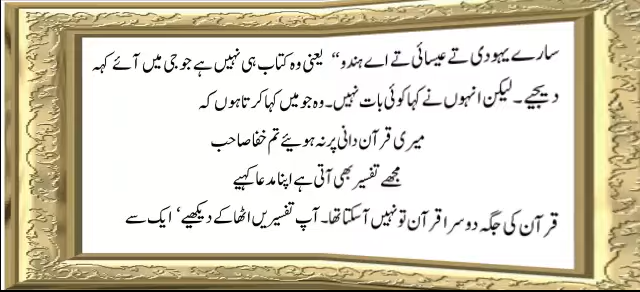 سارے یہودی تے عیسائی تے اے ہندو“ یعنی وہ کتاب ہی نہیں ہے جو جی میں آئے کہہ
دیجیے۔ لیکن انہوں نے کہا کوئی بات نہیں۔ وہ جو میں کہا کرتا ہوں کہ
میری قرآن دانی پر نہ ہوئیے تم خفا صاحب
مجھے تفسیر بھی آتی ہے اپنا مدعا کہیے
قرآن کی جگہ دوسرا قرآن تو نہیں آ سکتا تھا۔ آپ تفسیریں اٹھا کے دیکھیے‘ ایک سے